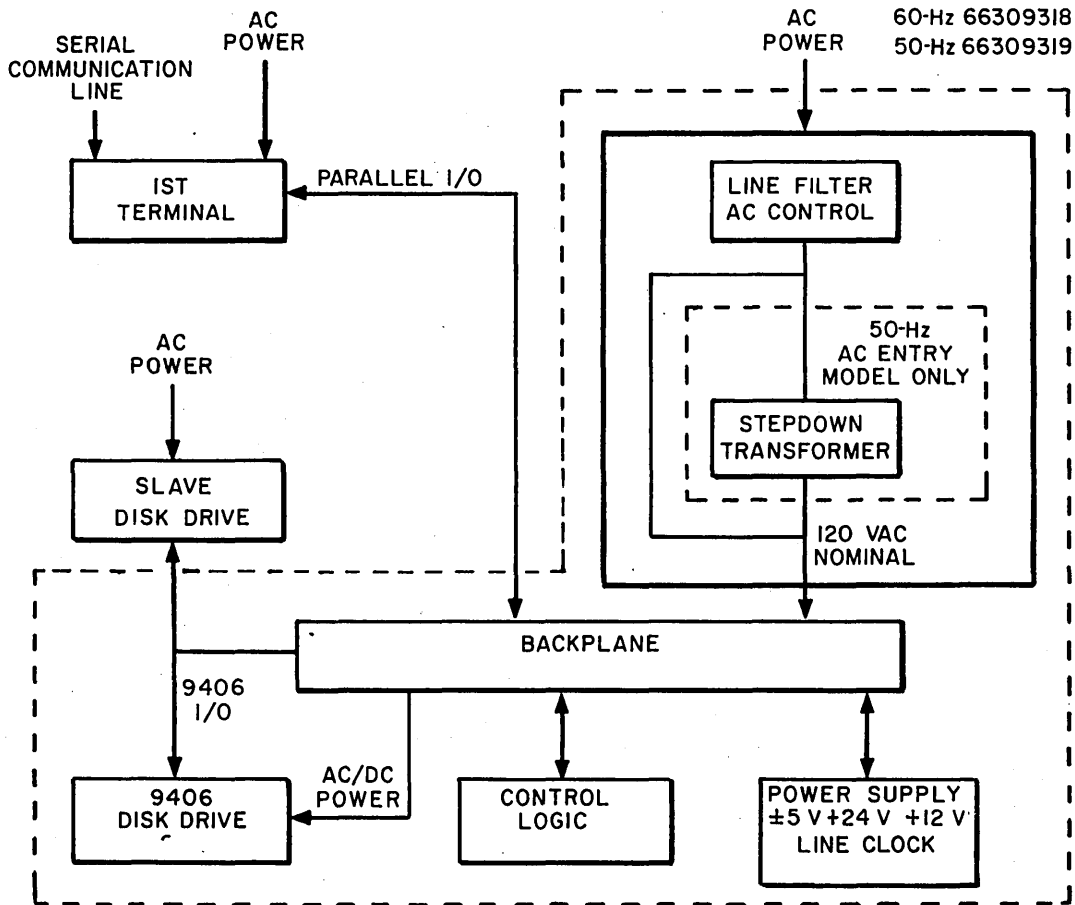 60-Hz 66309318
50-Hz 66309319
AC
POWER
SERIAL
COMMUNICATION
LINE
AC
POWER
IST
TERMINAL
PARALLEL I/O
LINE FILTER
AC CONTROL
50-Hz
AC ENTRY
MODEL ONLY
STEPDOWN
TRANSFORMER
120 VAC
NOMINAL
AC
POWER
SLAVE
DISK DRIVE
BACKPLANE
9406
I/O
AC/DC
POWER
9406
DISK DRIVE
CONTROL
LOGIC
POWER SUPPLY
±5 V+24 V +12 V
LINE CLOCK